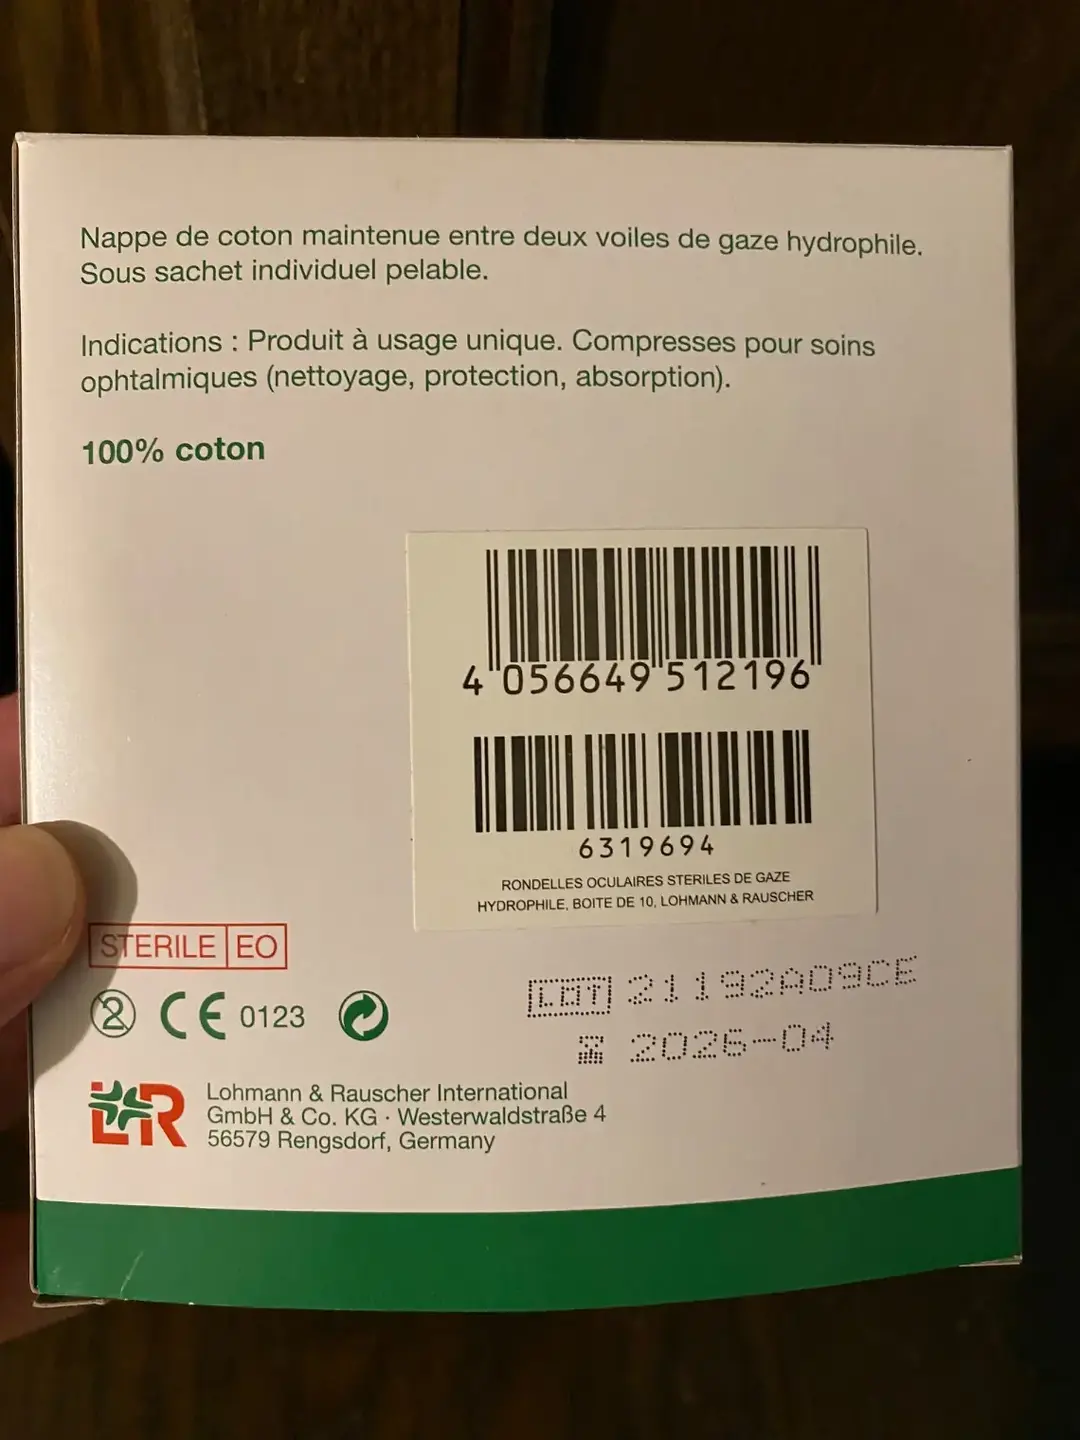 Nappe de coton maintenue entre deux voiles de gaze hydrophile.
Sous sachet individuel pelable.
Indications : Produit à usage unique. Compresses pour soins
ophtalmiques (nettoyage, protection, absorption).
100% coton
4 056649 512196
6319694
RONDELLES OCULAIRES STERILES DE GAZE
HYDROPHILE, BOITE DE 10, LOHMANN & RAUSCHER
STERILE EO
2 CE 0123
LOT 21192A09CE
2026-04
L&R
Lohmann & Rauscher International
GmbH & Co. KG · Westerwaldstraße 4
56579 Rengsdorf, Germany